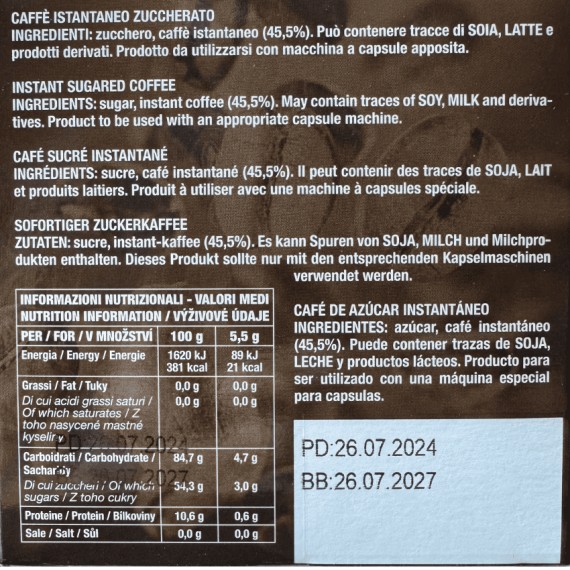 CAFFÈ ISTANTANEO ZUCCHERATO
INGREDIENTI: zucchero, caffè istantaneo (45,5%). Può contenere tracce di SOIA, LATTE e
prodotti derivati. Prodotto da utilizzarsi con macchina a capsule apposita.
INSTANT SUGARED COFFEE
INGREDIENTS: sugar, instant coffee (45,5%). May contain traces of SOY, MILK and deriva-
tives. Product to be used with an appropriate capsule machine.
CAFÉ SUCRÉ INSTANTANÉ
INGRÉDIENTS: sucre, café instantané (45,5%). Il peut contenir des traces de SOJA, LAIT
et produits laitiers. Produit à utiliser avec une machine à capsules spéciale.
SOFORTIGER ZUCKERKAFFEE
ZUTATEN: sucre, instant-kaffee (45,5%). Es kann Spuren von SOJA, MILCH und Milchpro-
dukten enthalten. Dieses Produkt sollte nur mit den entsprechenden Kapselmaschinen
verwendet werden.
INFORMAZIONI NUTRIZIONALI - VALORI MEDI
NUTRITION INFORMATION / VÝŽIVOVÉ ÚDAJE
PER / FOR / V MNOŽSTVÍ 100 g 5,5 g
Energia / Energy / Energie 1620 kJ 89 kJ
381 kcal 21 kcal
Grassi / Fat / Tuky 0,0 g 0,0 g
Di cui acidi grassi saturi / 0,0 g 0,0 g
Of which saturates / Z
toho nasycené mastné
kyseliny
Carboidrati / Carbohydrate / 84,7 g 4,7 g
Sacharidy
Di cui zuccheri / Of which 54,3 g 3,0 g
sugars / Z toho cukry
Proteine / Protein / Bílkoviny 10,6 g 0,6 g
Sale / Salt / Sůl 0,0 g 0,0 g
CAFÉ DE AZÚCAR INSTANTÁNEO
INGREDIENTES: azúcar, café instantáneo
(45,5%). Puede contener trazas de SOJA,
LECHE y productos lácteos. Producto para
ser utilizado con una máquina especial
para capsulas.
PD:26.07.2024
BB:26.07.2027